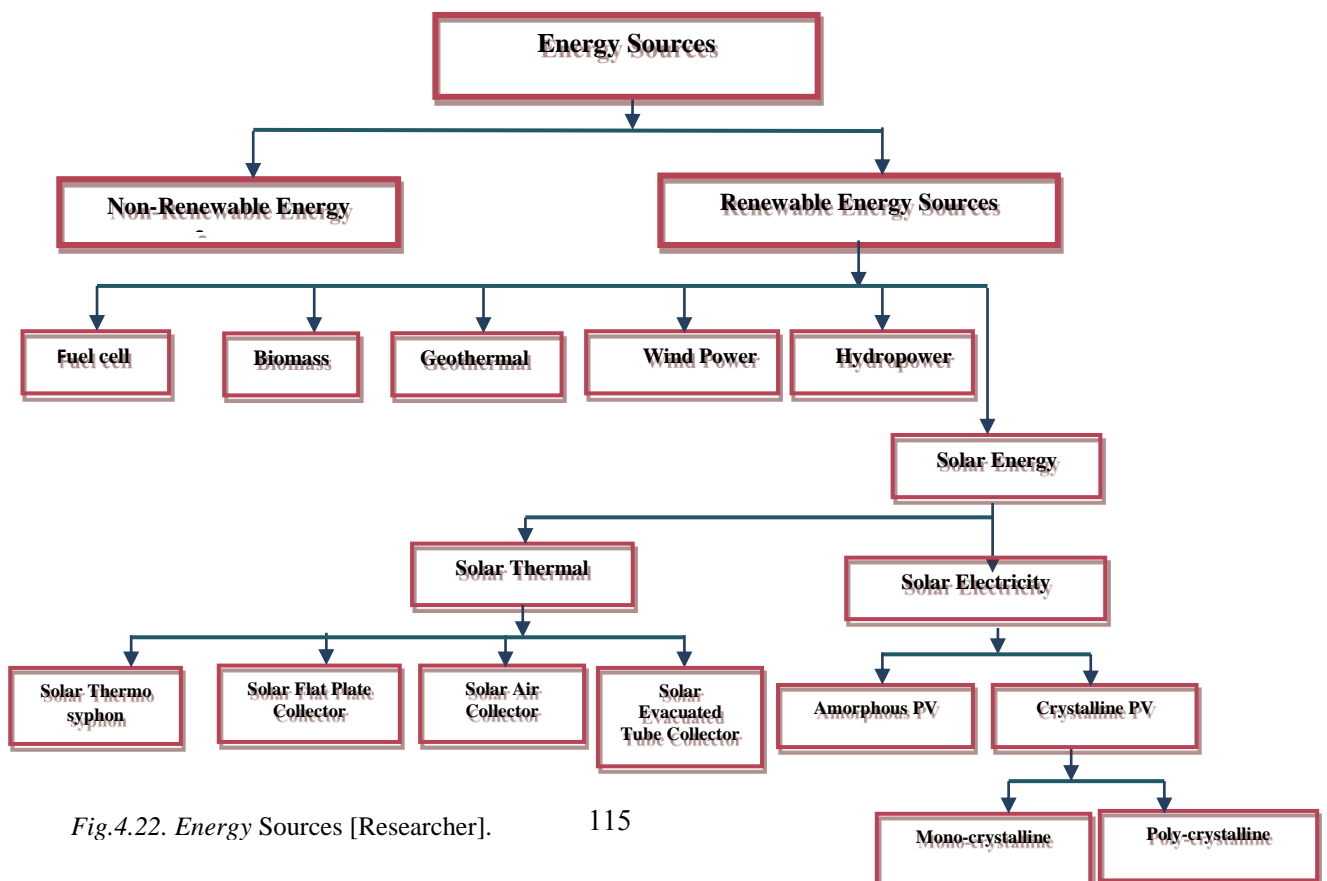 Energy Sources
Non-Renewable Energy
Renewable Energy Sources
Fuel cell
Biomass
Geothermal
Wind Power
Hydropower
Solar Energy
Solar Thermal
Solar Electricity
Solar Thermo
syphon
Solar Flat Plate
Collector
Solar Air
Collector
Solar
Evacuated
Tube Collector
Amorphous PV
Crystalline PV
Mono-crystalline
Poly-crystalline
Fig.4.22. Energy Sources [Researcher].
115